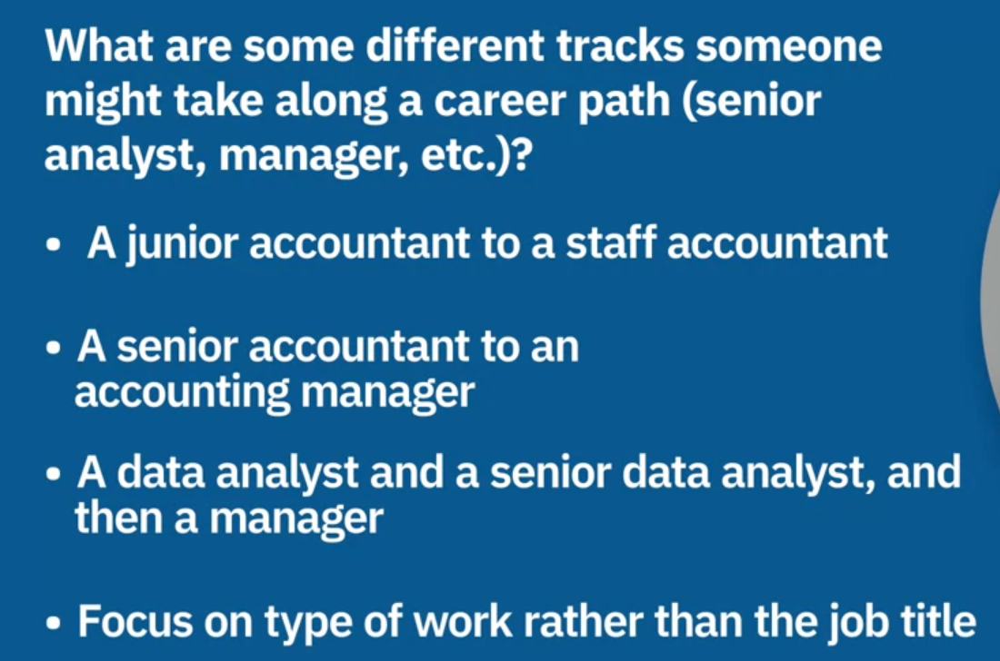 What are some different tracks someone
might take along a career path (senior
analyst, manager, etc.)?
• A junior accountant to a staff accountant
• A senior accountant to an
accounting manager
• A data analyst and a senior data analyst, and
then a manager
• Focus on type of work rather than the job title